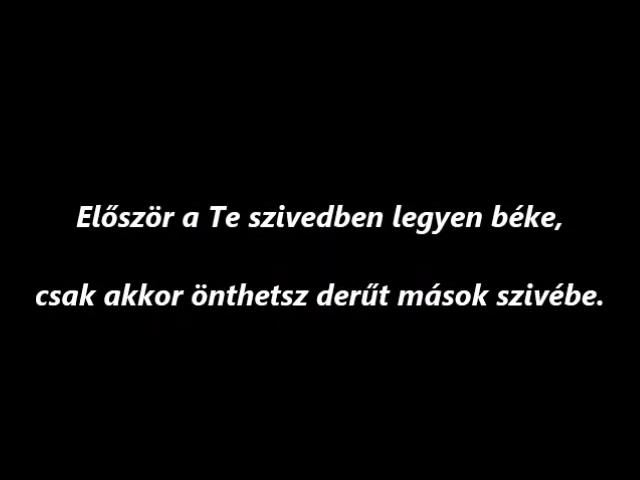 Először a Te szivedben legyen béke,
csak akkor önthetsz derűt mások szivébe.